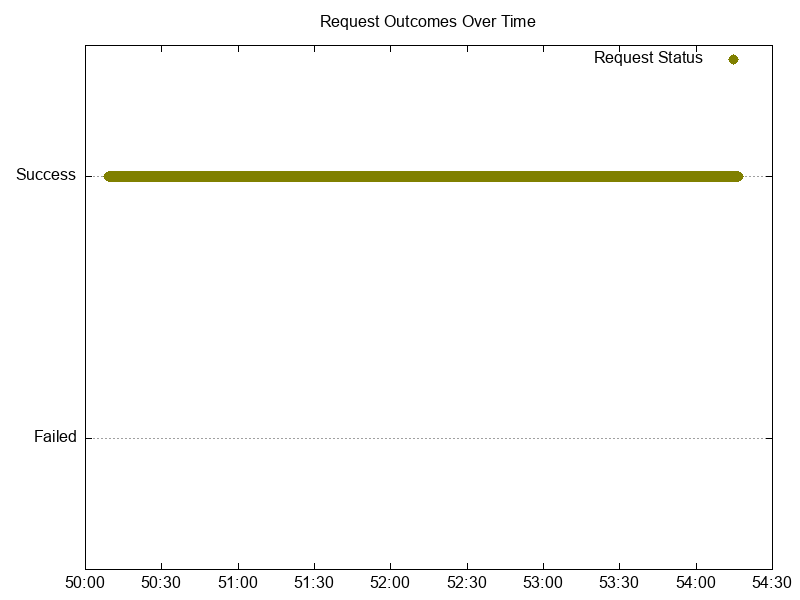 Request Outcomes Over Time
Request Status
Success
Failed
50:00 50:30 51:00 51:30 52:00 52:30 53:00 53:30 54:00 54:30